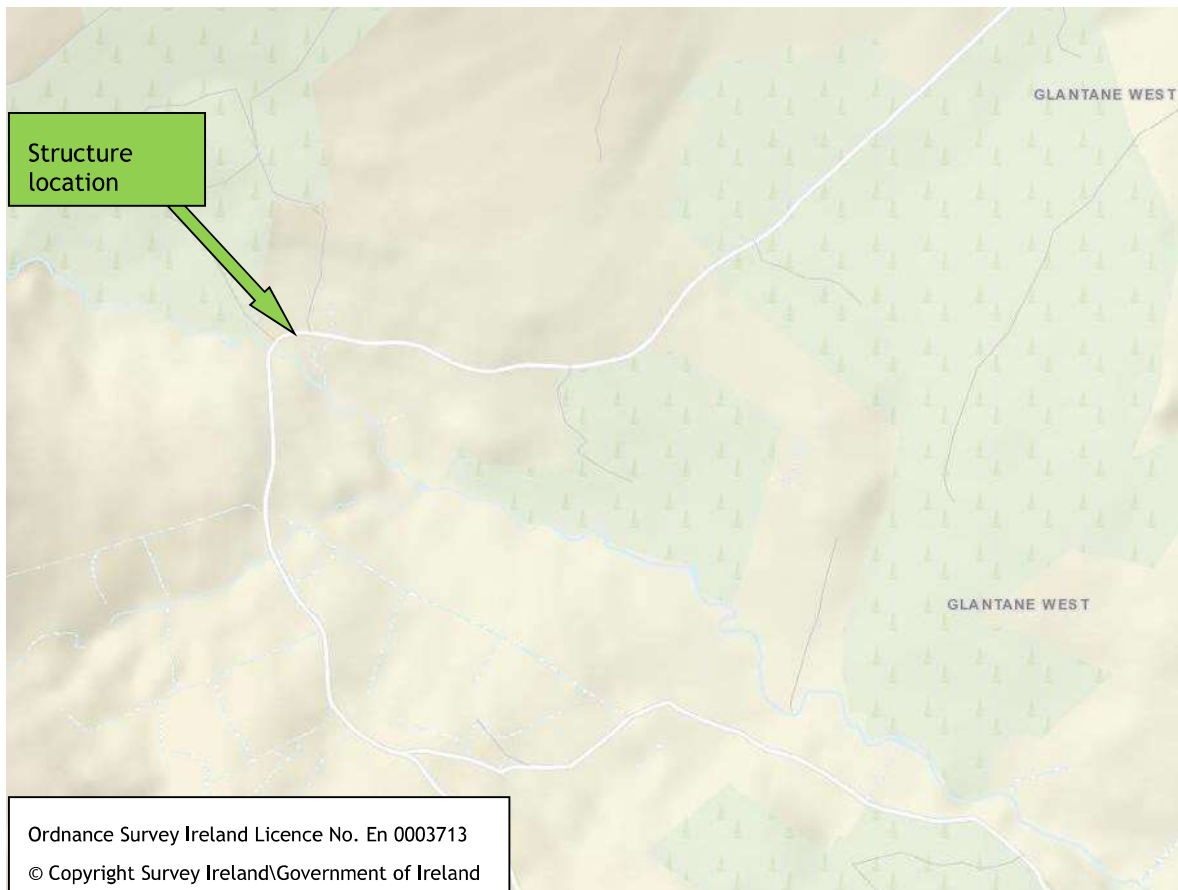 GLANTANE WEST
Structure
location
GLANTANE WEST
Ordnance Survey Ireland Licence No. En 0003713
© Copyright Survey Ireland\Government of Ireland